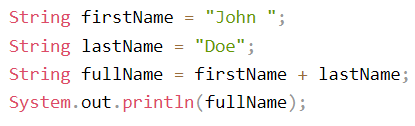 String firstName = "John ";
String lastName = "Doe";
String fullName = firstName + lastName;
System.out.println(fullName);